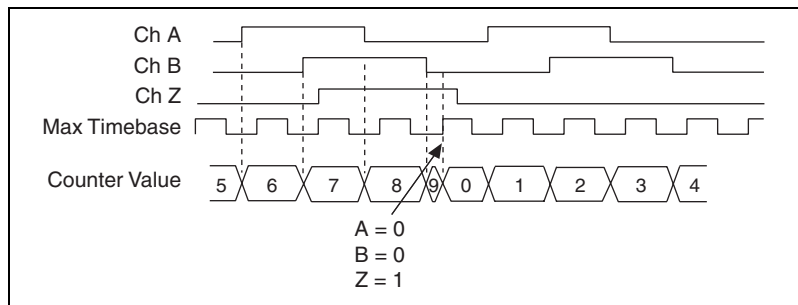 Ch A
Ch B
Ch Z
Max Timebase
Counter Value 5 6 7 8 9 0 1 2 3 4
A = 0
B = 0
Z = 1